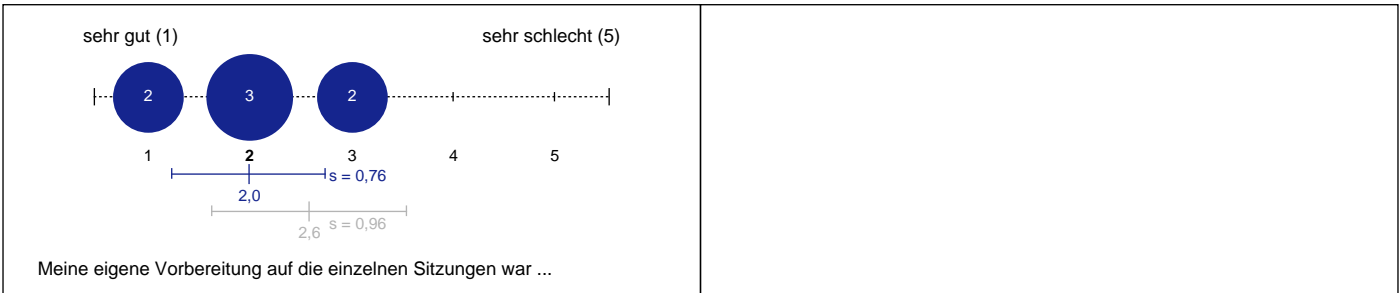 sehr gut (1) sehr schlecht (5)
2 3 2
1 2 3 4 5
s = 0,76
2,0
s = 0,96
2,6
Meine eigene Vorbereitung auf die einzelnen Sitzungen war ...